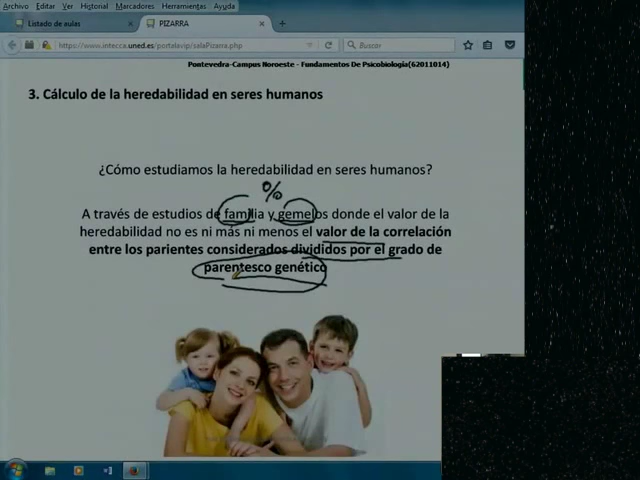 Archivo Editar Ver Historial Marcadores Herramientas Ayuda
Listado de aulas
PIZARRA
https://www.intecca.uned.es/portalavip/salaPizarra.php
Buscar
Pontevedra-Campus Noroeste - Fundamentos De Psicobiología(62011014)
3. Cálculo de la heredabilidad en seres humanos
¿Cómo estudiamos la heredabilidad en seres humanos?
%
A través de estudios de familia y gemelos donde el valor de la
heredabilidad no es ni más ni menos el valor de la correlación
entre los parientes considerados divididos por el grado de
parentesco genético